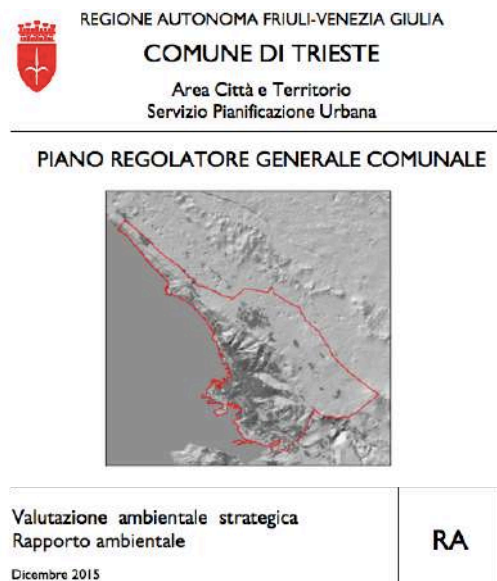 REGIONE AUTONOMA FRIULI-VENEZIA GIULIA
COMUNE DI TRIESTE
Area Città e Territorio
Servizio Pianificazione Urbana
PIANO REGOLATORE GENERALE COMUNALE
Valutazione ambientale strategica
Rapporto ambientale
RA
Dicembre 2015